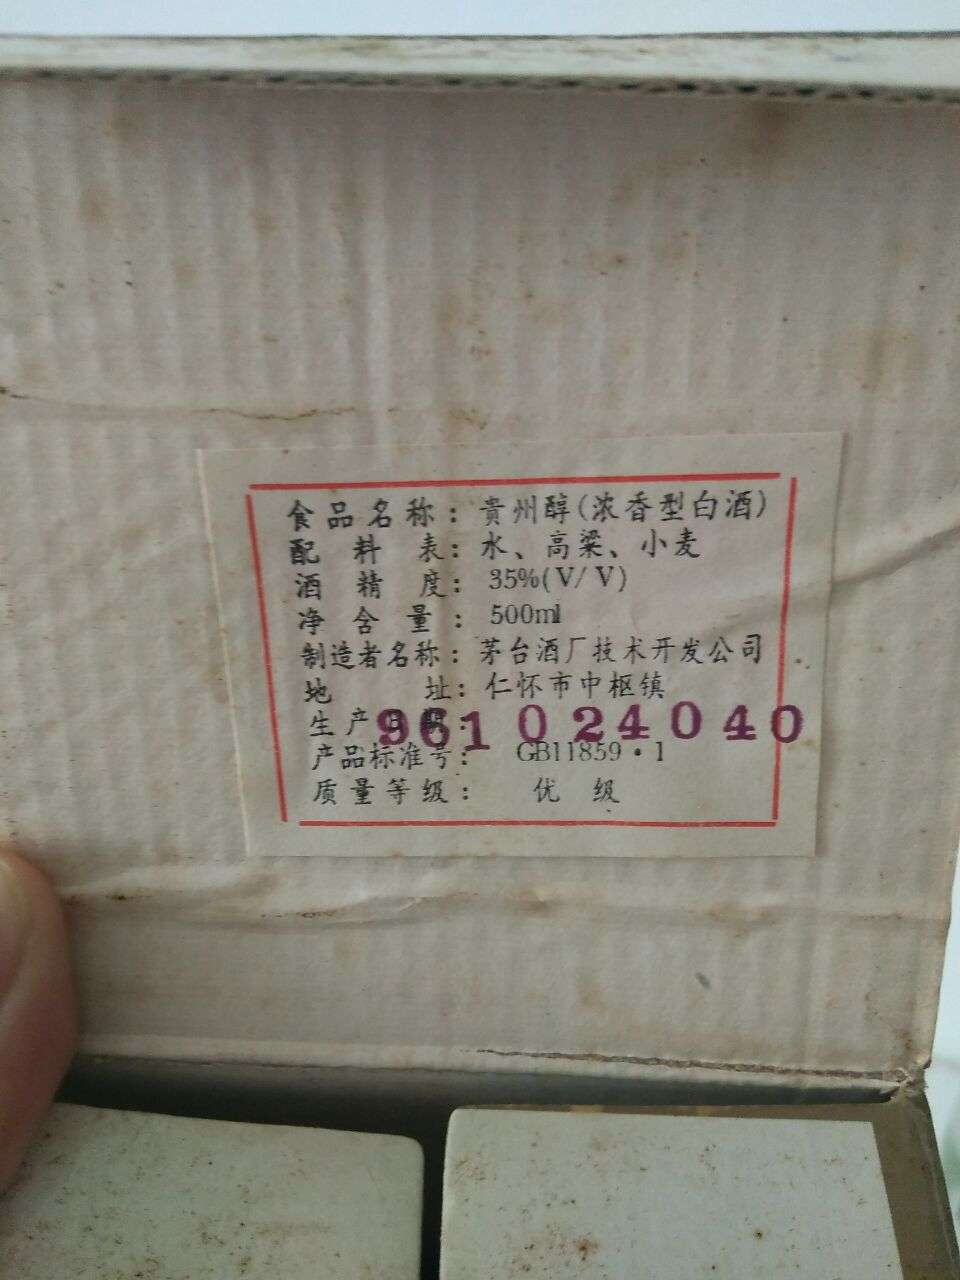 食品名称：贵州醇(浓香型白酒)
配料表：水、高梁、小麦
酒精度：35%(V/V)
净含量：500ml
制造者名称：茅台酒厂技术开发公司
地址：仁怀市中枢镇
生产日期：961024040
产品标准号：GB11859·1
质量等级：优级